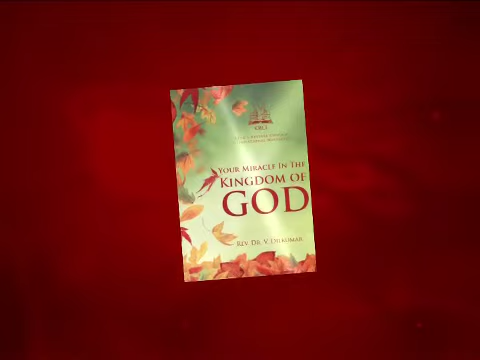 YOUR MIRACLE IN THE
KINGDOM OF
GOD
REV. DR. V. DILKUMAR